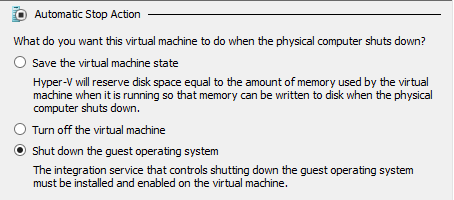 Automatic Stop Action
What do you want this virtual machine to do when the physical computer shuts down?
Save the virtual machine state
Hyper-V will reserve disk space equal to the amount of memory used by the virtual
machine when it is running so that memory can be written to disk when the physical
computer shuts down.
Turn off the virtual machine
Shut down the guest operating system
The integration service that controls shutting down the guest operating system
must be installed and enabled on the virtual machine.